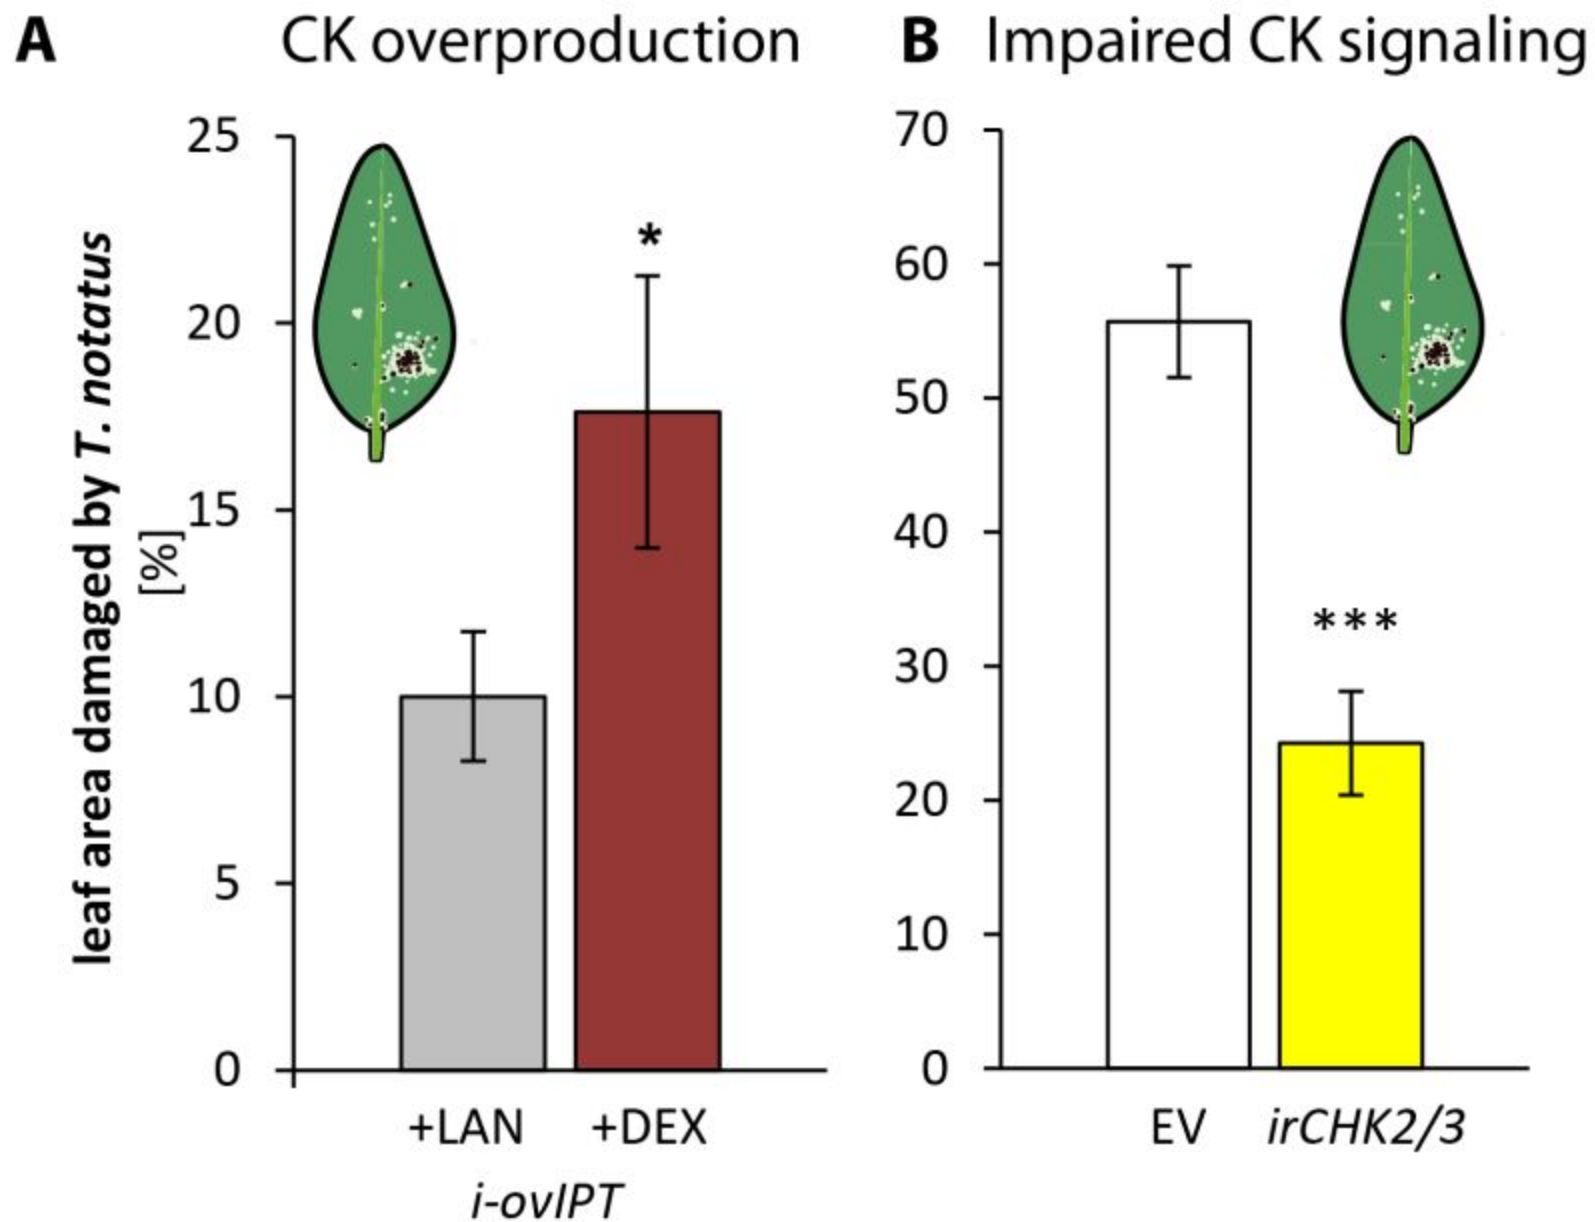 A CK overproduction
leaf area damaged by T. notatus
[%]
25
20
15
10
5
0
*
+LAN +DEX
i-ovIPT
B Impaired CK signaling
70
60
50
40
30
20
10
0
***
EV irCHK2/3